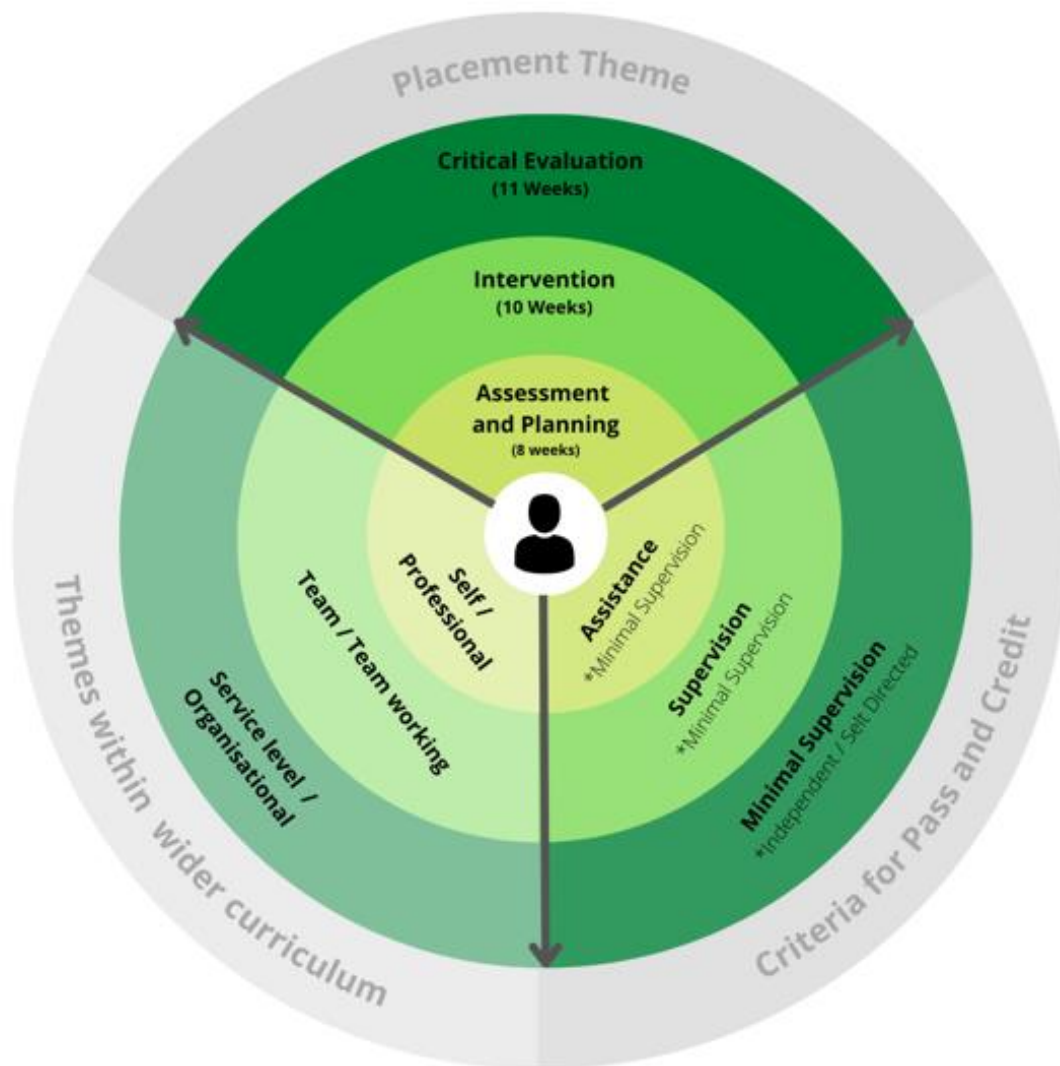 Placement Theme
Critical Evaluation
(11 Weeks)
Intervention
(10 Weeks)
Assessment
and Planning
(8 weeks)
Self /
Professional
Team / Team working
Service level /
Organisational
Themes within wider curriculum
Assistance
*Minimal Supervision
Supervision
*Minimal Supervision
Minimal Supervision
*Independent / Selt Directed
Criteria for Pass and Credit